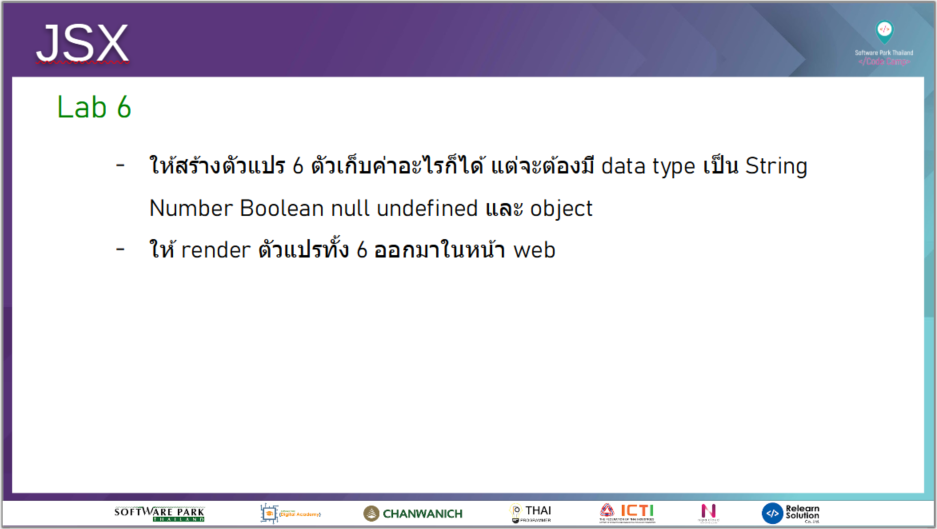 JSX
Software Park Thailand
Lab 6
- ให้สร้างตัวแปร 6 ตัวเก็บค่าอะไรก็ได้ แต่จะต้องมี data type เป็น String
Number Boolean null undefined และ object
- ให้ render ตัวแปรทั้ง 6 ออกมาในหน้า web
SOFTWARE PARK
THAILAND
Digital Academy
CHANWANICH
THAI
PROGRAMMER
ICTI
N
Relearn
Solution
Co., Ltd.